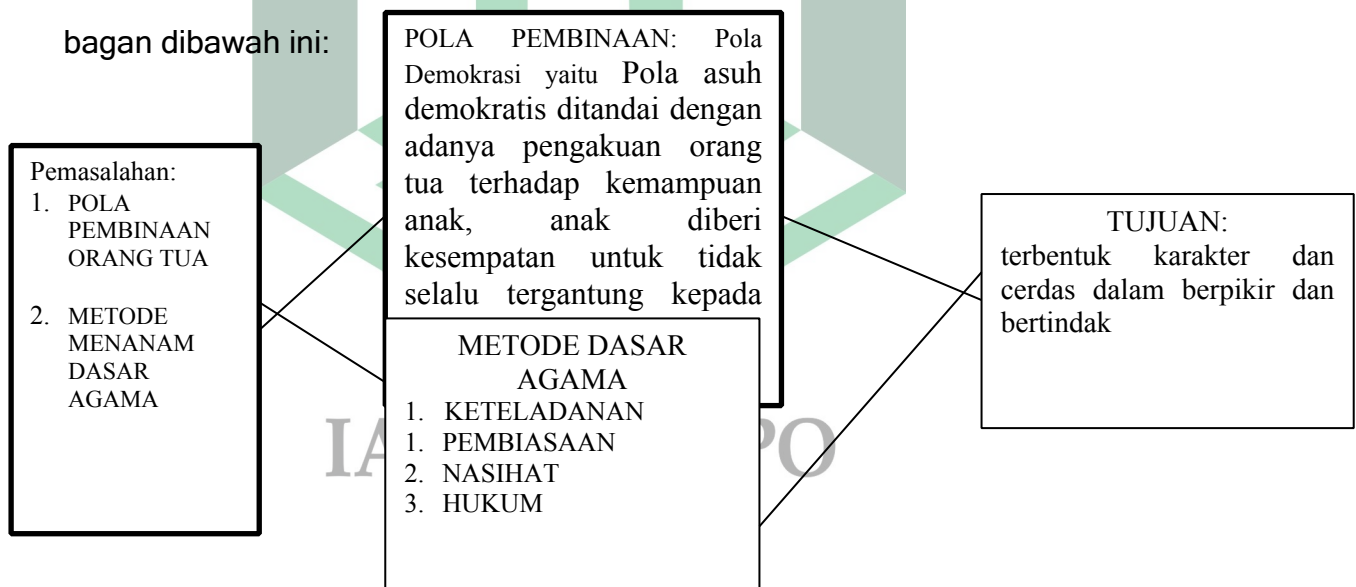 bagan dibawah ini:
Pemasalahan:
1. POLA
PEMBINAAN
ORANG TUA
2. METODE
MENANAM
DASAR
AGAMA
POLA PEMBINAAN: Pola
Demokrasi yaitu Pola asuh
demokratis ditandai dengan
adanya pengakuan orang
tua terhadap kemampuan
anak, anak diberi
kesempatan untuk tidak
selalu tergantung kepada
METODE DASAR
AGAMA
1. KETELADANAN
1. PEMBIASAAN
2. NASIHAT
3. HUKUM
TUJUAN:
terbentuk karakter dan
cerdas dalam berpikir dan
bertindak